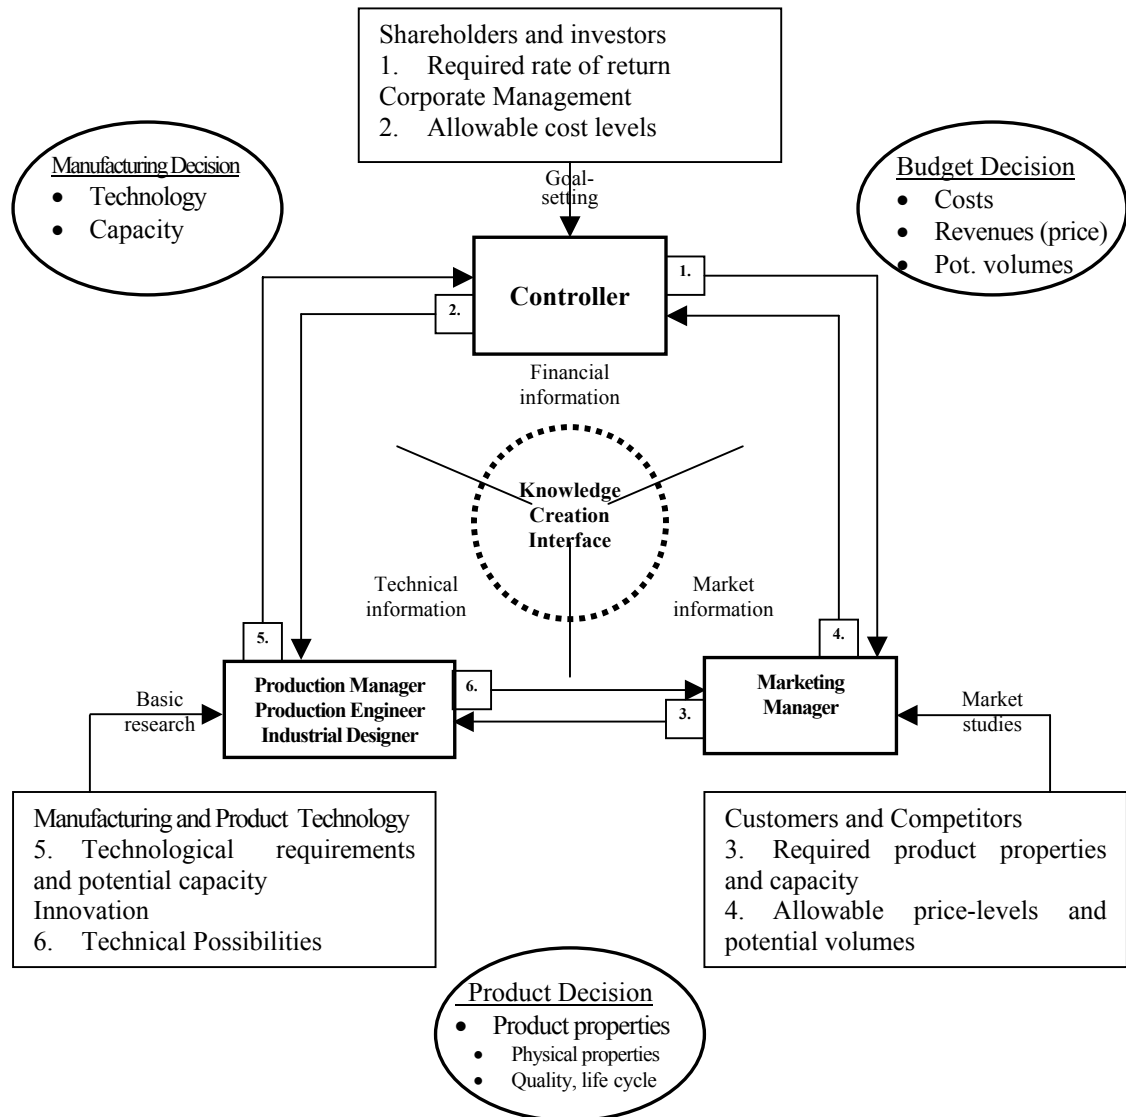 Shareholders and investors
1. Required rate of return
Corporate Management
2. Allowable cost levels
Manufacturing Decision
• Technology
• Capacity
Budget Decision
• Costs
• Revenues (price)
• Pot. volumes
Goal-
setting
Controller
1.
2.
Financial
information
Knowledge
Creation
Interface
Technical
information
Market
information
5.
4.
6.
3.
Production Manager
Production Engineer
Industrial Designer
Marketing
Manager
Basic
research
Market
studies
Manufacturing and Product Technology
5. Technological requirements
and potential capacity
Innovation
6. Technical Possibilities
Customers and Competitors
3. Required product properties
and capacity
4. Allowable price-levels and
potential volumes
Product Decision
• Product properties
• Physical properties
• Quality, life cycle